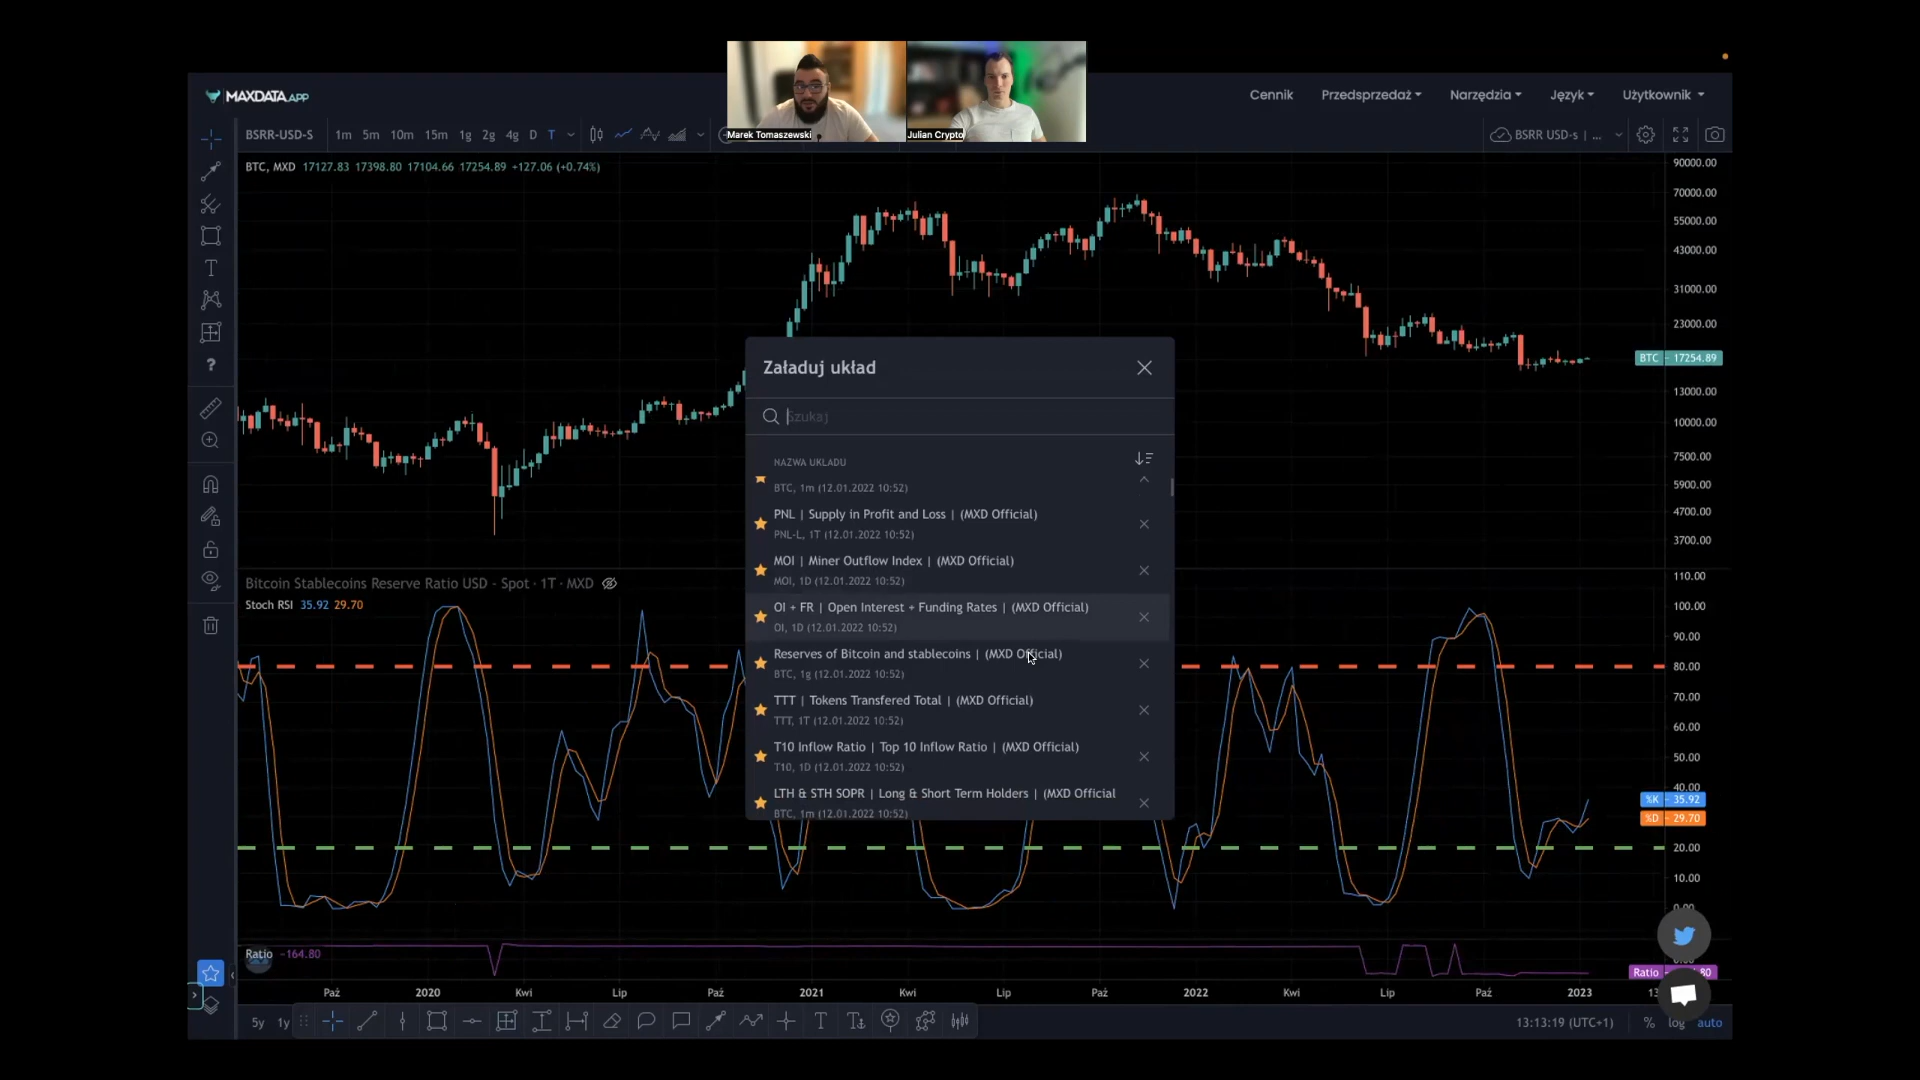 Marek Tomaszewski
Julian Crypto
MAXDATA.APP
Cennik
Przedsprzedaż
Narzędzia
Język
Użytkownik
BSRR-USD-S
1m 5m 10m 15m 1g 2g 4g D T
BSRR USD-s | ...
BTC, MXD 17127.83 17398.80 17104.66 17254.89 +127.06 (+0.74%)
90000.00
70000.00
55000.00
43000.00
31000.00
23000.00
BTC 17254.89
13000.00
10000.00
7500.00
5900.00
4700.00
3700.00
Załaduj układ
Szukaj
NAZWA UKŁADU
BTC, 1m (12.01.2022 10:52)
PNL | Supply in Profit and Loss | (MXD Official)
PNL-L, 1T (12.01.2022 10:52)
MOI | Miner Outflow Index | (MXD Official)
MOI, 1D (12.01.2022 10:52)
OI + FR | Open Interest + Funding Rates | (MXD Official)
OI, 1D (12.01.2022 10:52)
Reserves of Bitcoin and stablecoins | (MXD Official)
BTC, 1g (12.01.2022 10:52)
TTT | Tokens Transfered Total | (MXD Official)
TTT, 1T (12.01.2022 10:52)
T10 Inflow Ratio | Top 10 Inflow Ratio | (MXD Official)
T10, 1D (12.01.2022 10:52)
LTH & STH SOPR | Long & Short Term Holders | (MXD Official
BTC, 1m (12.01.2022 10:52)
Bitcoin Stablecoins Reserve Ratio USD - Spot · 1T · MXD
Stoch RSI 35.92 29.70
110.00
100.00
90.00
80.00
70.00
60.00
50.00
40.00
%K 35.92
%D 29.70
20.00
10.00
0.00
Ratio −164.80
Ratio
80
Paź 2020 Kwi Lip Paź 2021 Kwi Lip Paź 2022 Kwi Lip Paź 2023 13
5y 1y
13:13:19 (UTC+1) % log auto